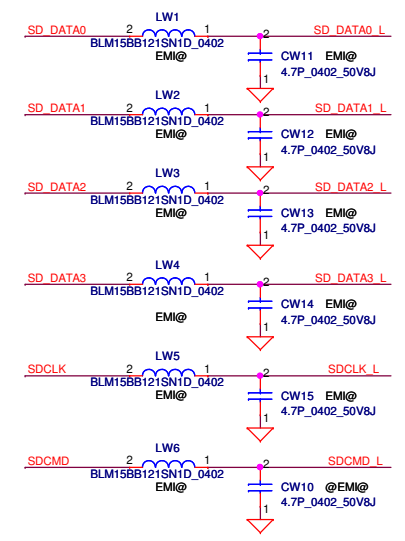 LW1
SD_DATA0 2 1 2 SD_DATA0_L
BLM15BB121SN1D_0402
EMI@ CW11 EMI@
4.7P_0402_50V8J
1
LW2
SD_DATA1 2 1 2 SD_DATA1_L
BLM15BB121SN1D_0402
EMI@ CW12 EMI@
4.7P_0402_50V8J
1
LW3
SD_DATA2 2 1 2 SD_DATA2_L
BLM15BB121SN1D_0402
EMI@ CW13 EMI@
4.7P_0402_50V8J
1
LW4
SD_DATA3 2 1 2 SD_DATA3_L
BLM15BB121SN1D_0402
CW14 EMI@
EMI@ 4.7P_0402_50V8J
1
LW5
SDCLK 2 1 2 SDCLK_L
BLM15BB121SN1D_0402
EMI@ CW15 EMI@
4.7P_0402_50V8J
1
LW6
SDCMD 2 1 2 SDCMD_L
BLM15BB121SN1D_0402
EMI@ CW10 @EMI@
4.7P_0402_50V8J
1